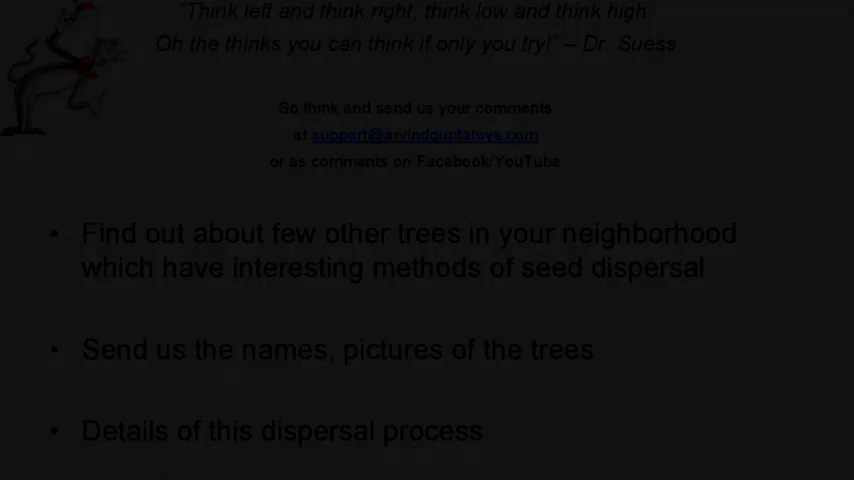 "Think left and think right, think low and think high.
Oh the thinks you can think if only you try!" – Dr. Suess
So think and send us your comments
at support@arvindguptatoys.com
or as comments on Facebook/YouTube
• Find out about few other trees in your neighborhood
which have interesting methods of seed dispersal
• Send us the names, pictures of the trees
• Details of this dispersal process